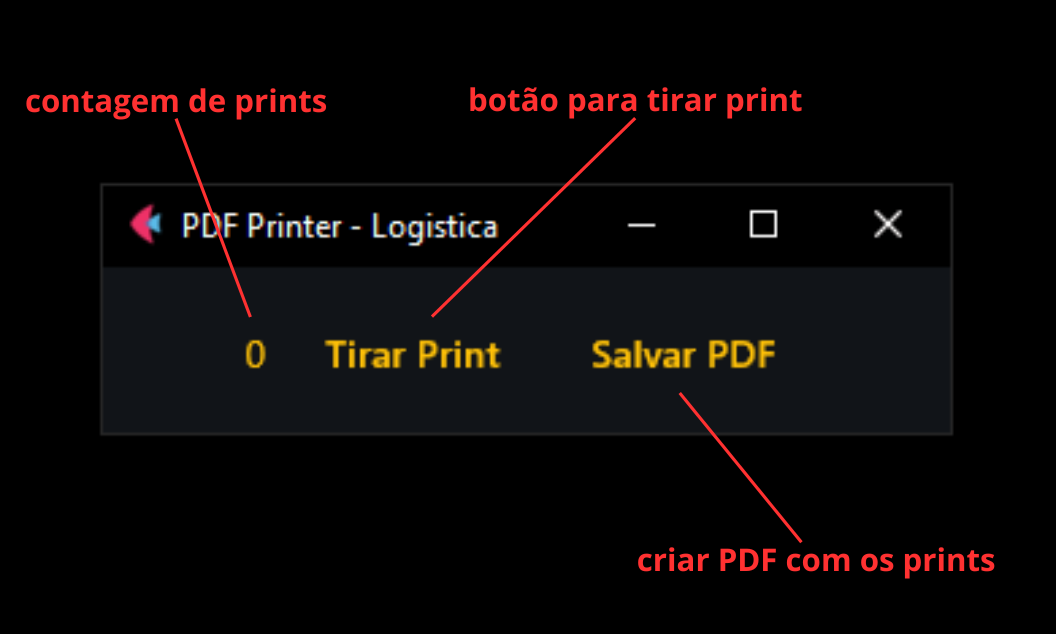 contagem de prints
botão para tirar print
PDF Printer - Logistica
0 Tirar Print Salvar PDF
criar PDF com os prints